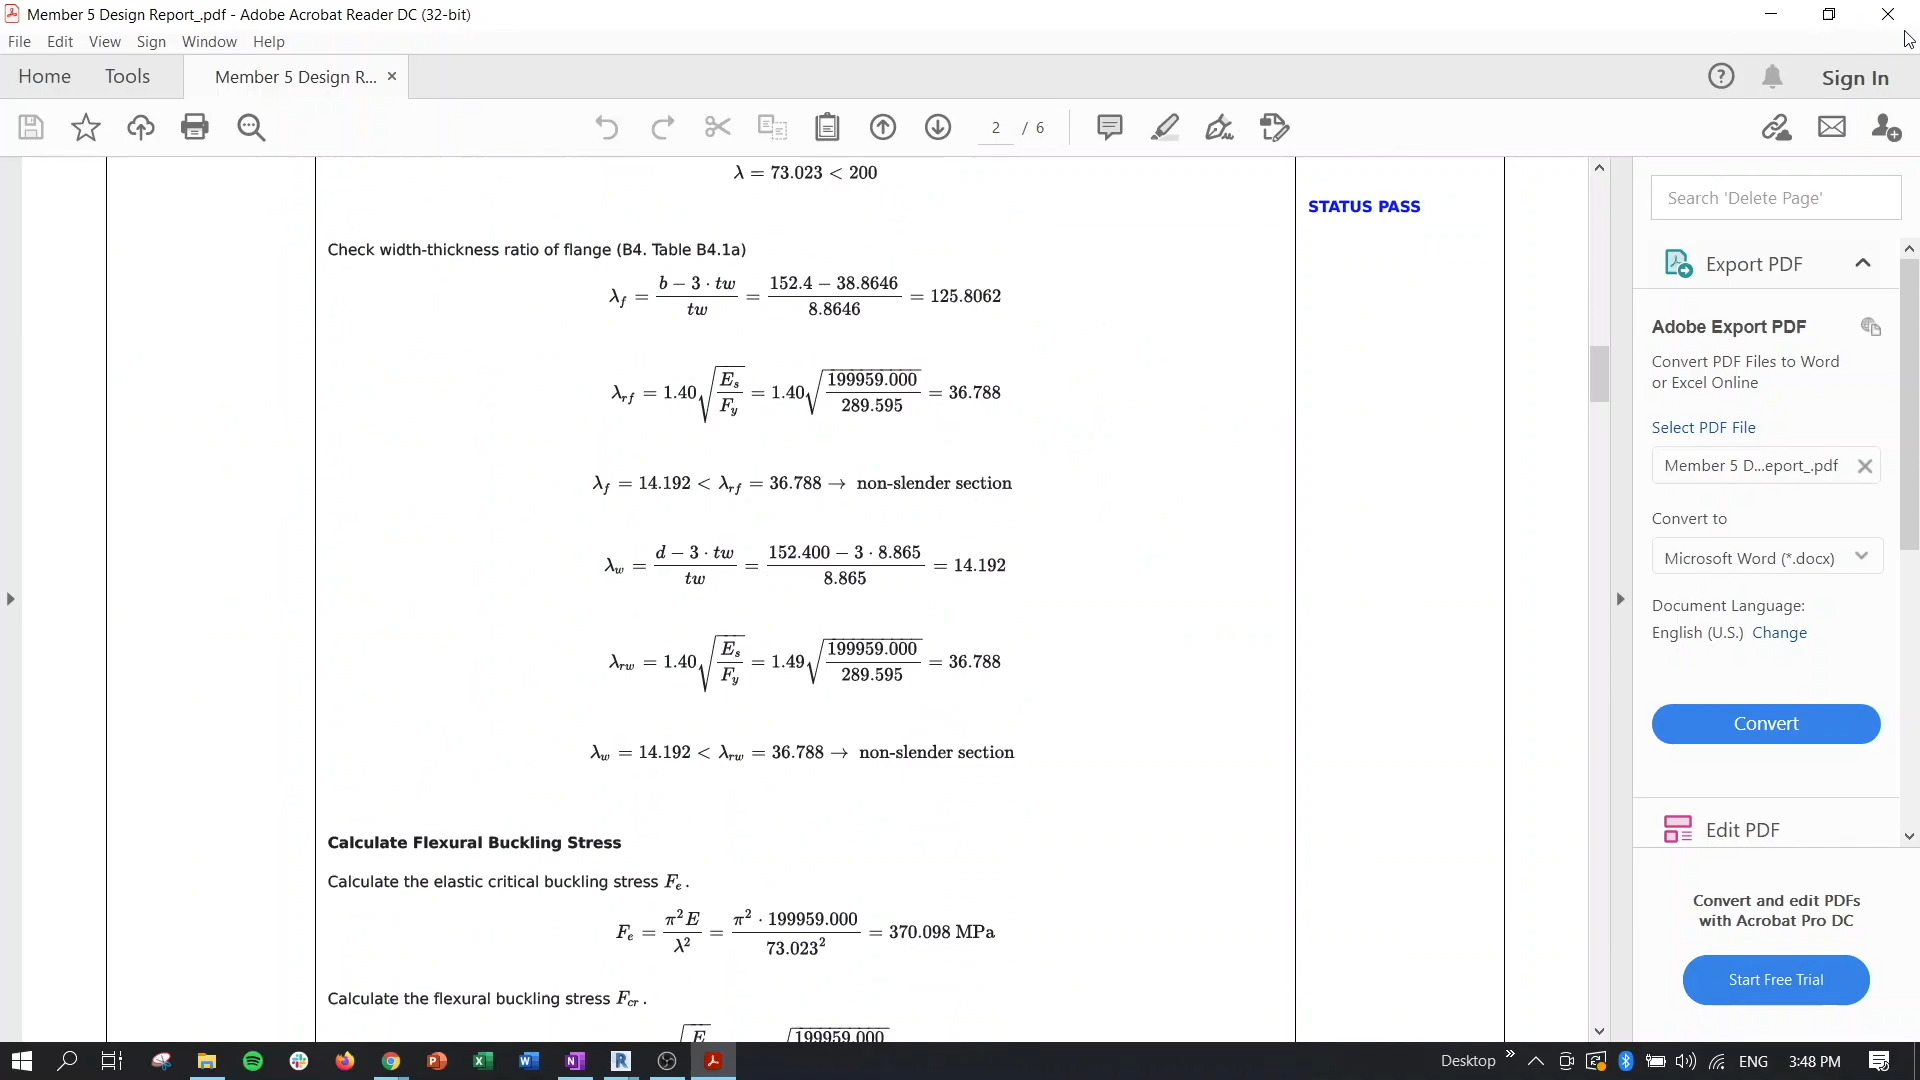 Member 5 Design Report_.pdf - Adobe Acrobat Reader DC (32-bit)
File Edit View Sign Window Help
Home Tools Member 5 Design R... × Sign In
2 / 6
λ = 73.023 < 200
STATUS PASS
Check width-thickness ratio of flange (B4. Table B4.1a)
λf = (b − 3 · tw)/tw = (152.4 − 38.8646)/8.8646 = 125.8062
λrf = 1.40√(Es/Fy) = 1.40√(199959.000/289.595) = 36.788
λf = 14.192 < λrf = 36.788 → non-slender section
λw = (d − 3 · tw)/tw = (152.400 − 3 · 8.865)/8.865 = 14.192
λrw = 1.40√(Es/Fy) = 1.49√(199959.000/289.595) = 36.788
λw = 14.192 < λrw = 36.788 → non-slender section
Calculate Flexural Buckling Stress
Calculate the elastic critical buckling stress Fe.
Fe = π²E/λ² = π² · 199959.000/73.023² = 370.098 MPa
Calculate the flexural buckling stress Fcr.
E 199959.000
Search 'Delete Page'
Export PDF
Adobe Export PDF
Convert PDF Files to Word
or Excel Online
Select PDF File
Member 5 D...eport_.pdf
Convert to
Microsoft Word (*.docx)
Document Language:
English (U.S.) Change
Convert
Edit PDF
Convert and edit PDFs
with Acrobat Pro DC
Start Free Trial
Desktop ENG 3:48 PM